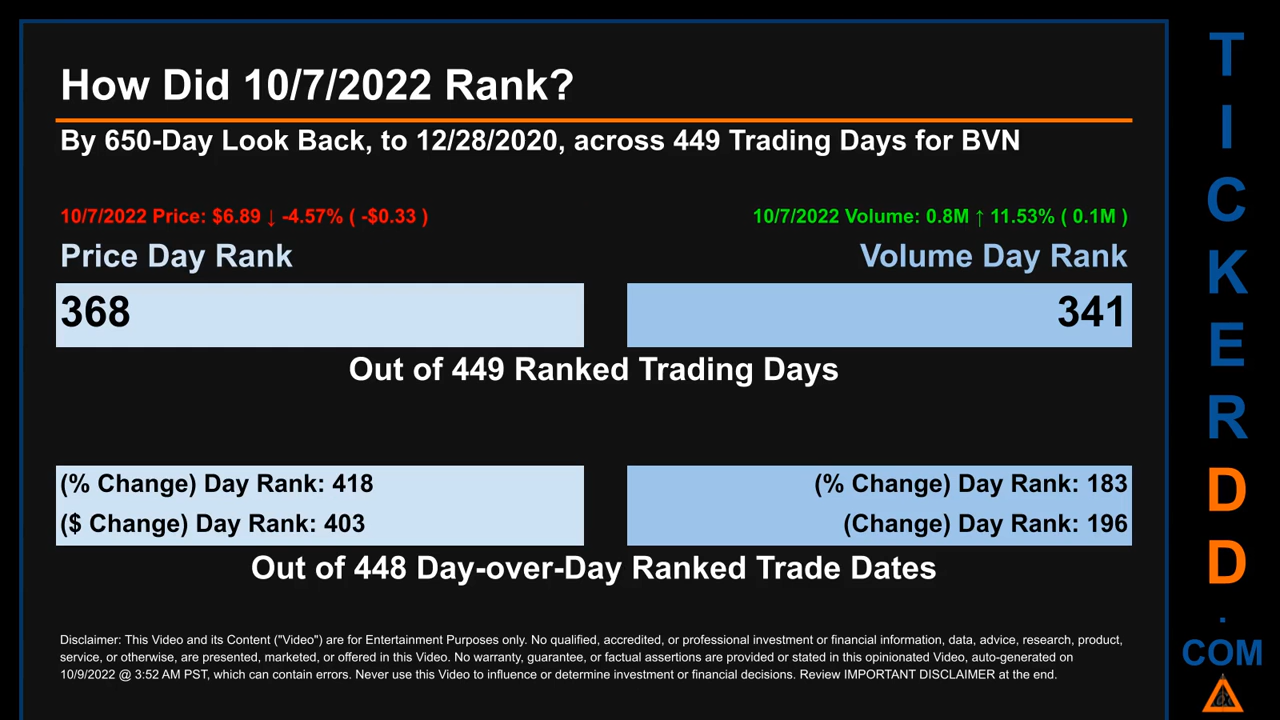 How Did 10/7/2022 Rank?
By 650-Day Look Back, to 12/28/2020, across 449 Trading Days for BVN
10/7/2022 Price: $6.89 ↓ -4.57% ( -$0.33 )
10/7/2022 Volume: 0.8M ↑ 11.53% ( 0.1M )
Price Day Rank
Volume Day Rank
368
341
Out of 449 Ranked Trading Days
(% Change) Day Rank: 418
($ Change) Day Rank: 403
(% Change) Day Rank: 183
(Change) Day Rank: 196
Out of 448 Day-over-Day Ranked Trade Dates
Disclaimer: This Video and its Content ("Video") are for Entertainment Purposes only. No qualified, accredited, or professional investment or financial information, data, advice, research, product,
service, or otherwise, are presented, marketed, or offered in this Video. No warranty, guarantee, or factual assertions are provided or stated in this opinionated Video, auto-generated on
10/9/2022 @ 3:52 AM PST, which can contain errors. Never use this Video to influence or determine investment or financial decisions. Review IMPORTANT DISCLAIMER at the end.
T
I
C
K
E
R
D
D
.
COM